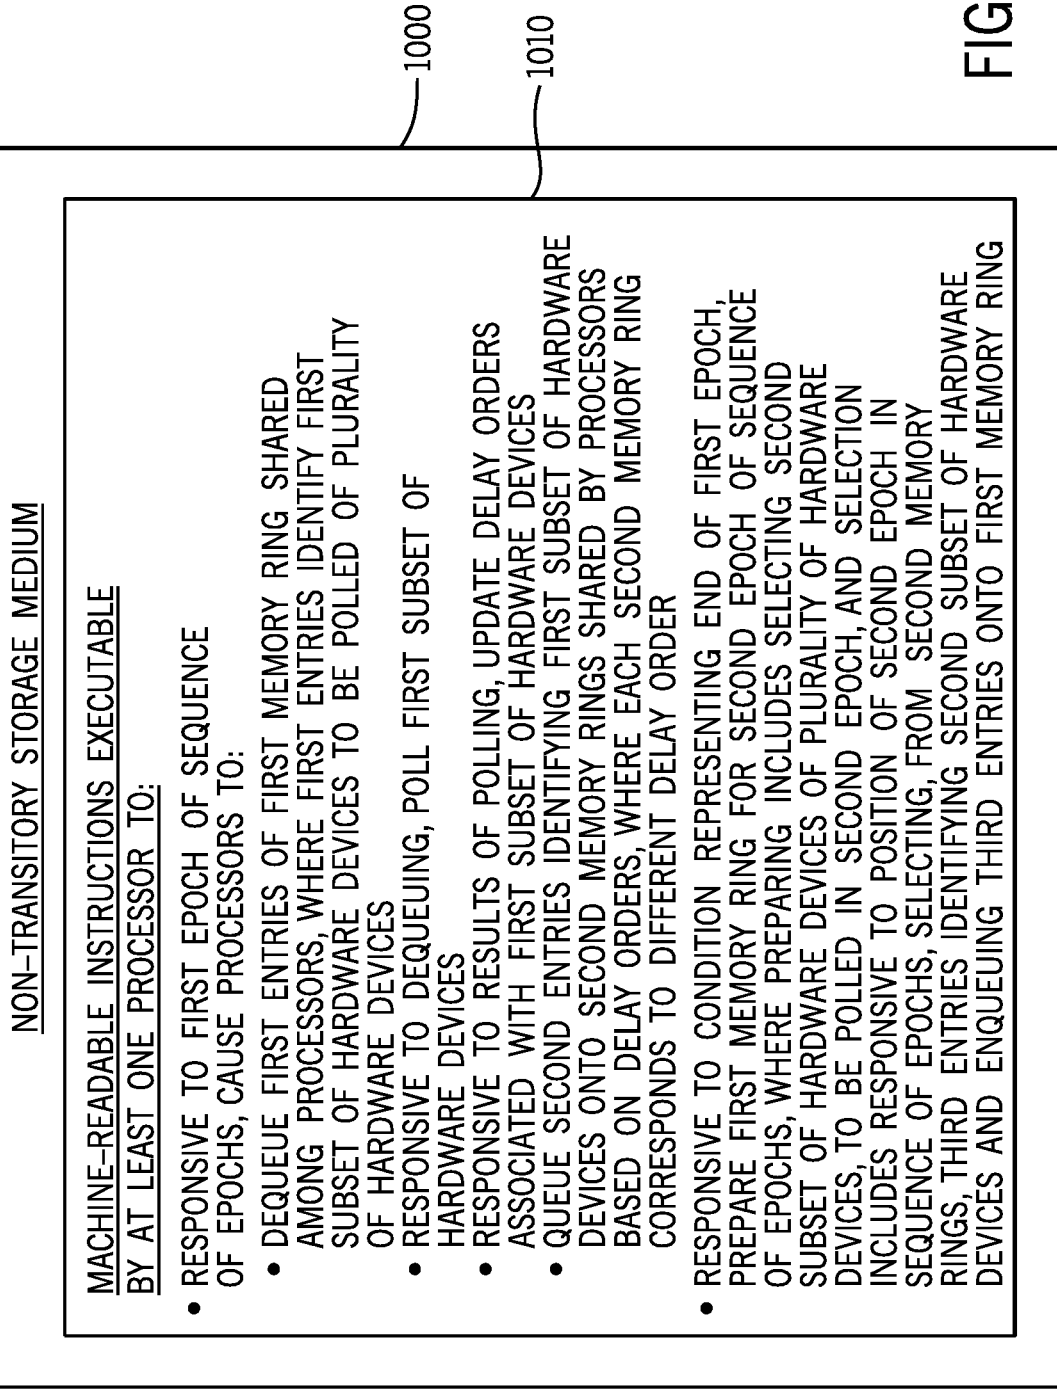 NON-TRANSITORY STORAGE MEDIUM
MACHINE-READABLE INSTRUCTIONS EXECUTABLE
BY AT LEAST ONE PROCESSOR TO:
• RESPONSIVE TO FIRST EPOCH OF SEQUENCE
OF EPOCHS, CAUSE PROCESSORS TO:
• DEQUEUE FIRST ENTRIES OF FIRST MEMORY RING SHARED
AMONG PROCESSORS, WHERE FIRST ENTRIES IDENTIFY FIRST
SUBSET OF HARDWARE DEVICES TO BE POLLED OF PLURALITY
OF HARDWARE DEVICES
• RESPONSIVE TO DEQUEUING, POLL FIRST SUBSET OF
HARDWARE DEVICES
• RESPONSIVE TO RESULTS OF POLLING, UPDATE DELAY ORDERS
ASSOCIATED WITH FIRST SUBSET OF HARDWARE DEVICES
• QUEUE SECOND ENTRIES IDENTIFYING FIRST SUBSET OF HARDWARE
DEVICES ONTO SECOND MEMORY RINGS SHARED BY PROCESSORS
BASED ON DELAY ORDERS, WHERE EACH SECOND MEMORY RING
CORRESPONDS TO DIFFERENT DELAY ORDER
• RESPONSIVE TO CONDITION REPRESENTING END OF FIRST EPOCH,
PREPARE FIRST MEMORY RING FOR SECOND EPOCH OF SEQUENCE
OF EPOCHS, WHERE PREPARING INCLUDES SELECTING SECOND
SUBSET OF HARDWARE DEVICES OF PLURALITY OF HARDWARE
DEVICES, TO BE POLLED IN SECOND EPOCH, AND SELECTION
INCLUDES RESPONSIVE TO POSITION OF SECOND EPOCH IN
SEQUENCE OF EPOCHS, SELECTING, FROM SECOND MEMORY
RINGS, THIRD ENTRIES IDENTIFYING SECOND SUBSET OF HARDWARE
DEVICES AND ENQUEUING THIRD ENTRIES ONTO FIRST MEMORY RING
1000
1010
FIG